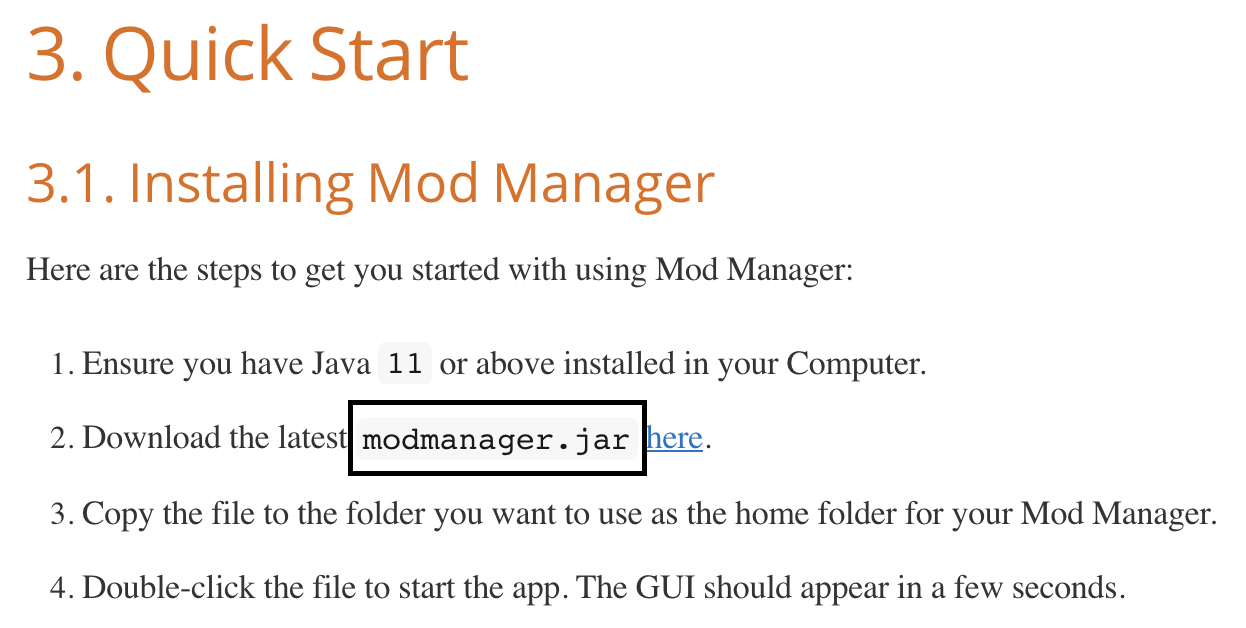 3. Quick Start
3.1. Installing Mod Manager
Here are the steps to get you started with using Mod Manager:
1. Ensure you have Java 11 or above installed in your Computer.
2. Download the latest modmanager.jar here.
3. Copy the file to the folder you want to use as the home folder for your Mod Manager.
4. Double-click the file to start the app. The GUI should appear in a few seconds.